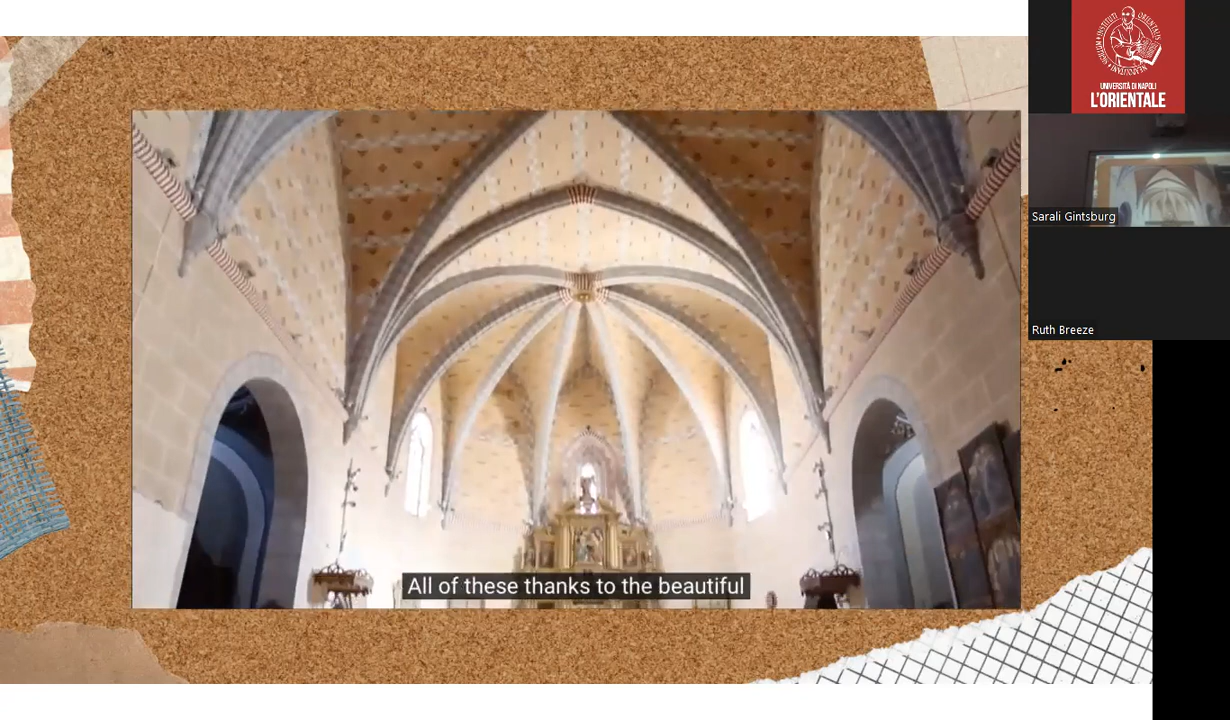 UNIVERSITÀ DI NAPOLI
L'ORIENTALE
Sarali Gintsburg
Ruth Breeze
All of these thanks to the beautiful